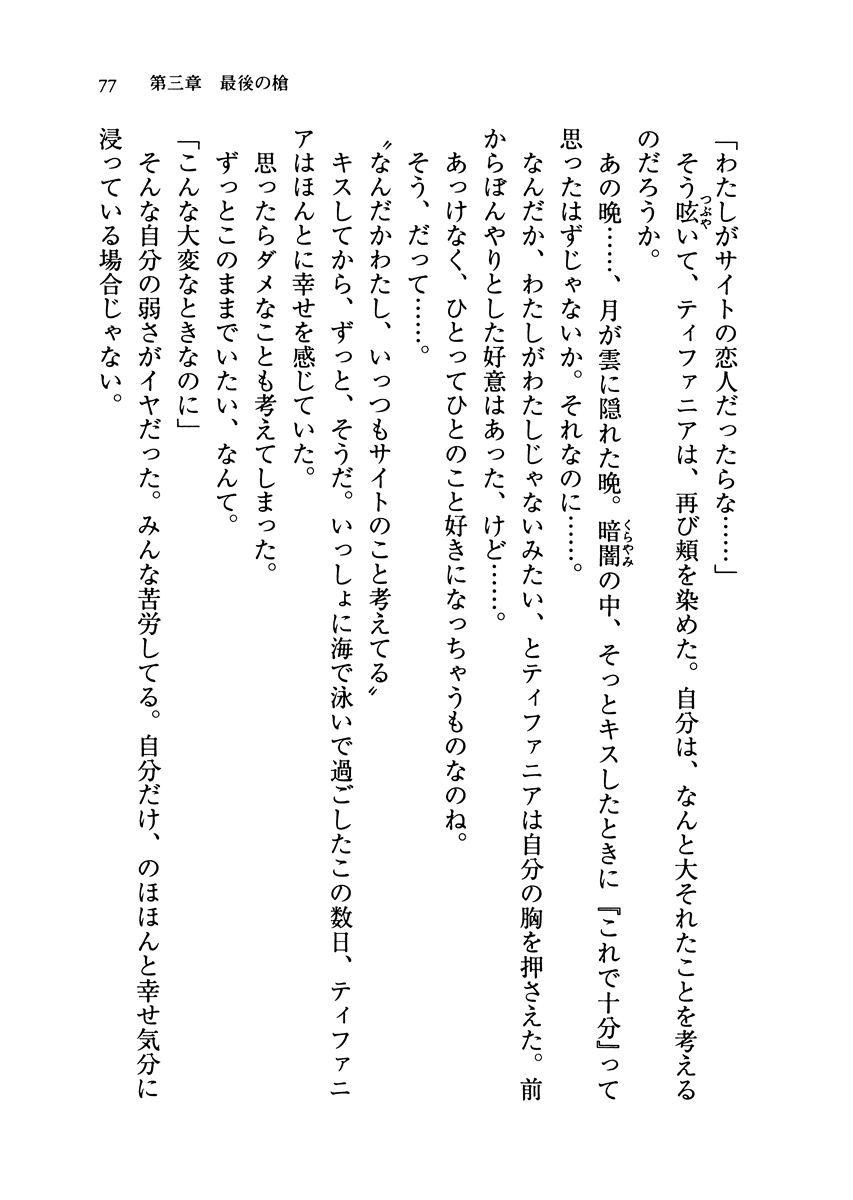 77　第三章　最後の槍
「わたしがサイトの恋人だったらな……」
そう呟いて、ティファニアは、再び頬を染めた。自分は、なんと大それたことを考える
のだろうか。
あの晩……、月が雲に隠れた晩。暗闇の中、そっとキスしたときに『これで十分』って
思ったはずじゃないか。それなのに……。
なんだか、わたしがわたしじゃないみたい、とティファニアは自分の胸を押さえた。前
からぼんやりとした好意はあった、けど……。
あっけなく、ひとってひとのこと好きになっちゃうものなのね。
そう、だって……。
〝なんだかわたし、いっつもサイトのこと考えてる〟
キスしてから、ずっと、そうだ。いっしょに海で泳いで過ごしたこの数日、ティファニ
アはほんとに幸せを感じていた。
思ったらダメなことも考えてしまった。
ずっとこのままでいたい、なんて。
「こんな大変なときなのに」
そんな自分の弱さがイヤだった。みんな苦労してる。自分だけ、のほほんと幸せ気分に
浸っている場合じゃない。